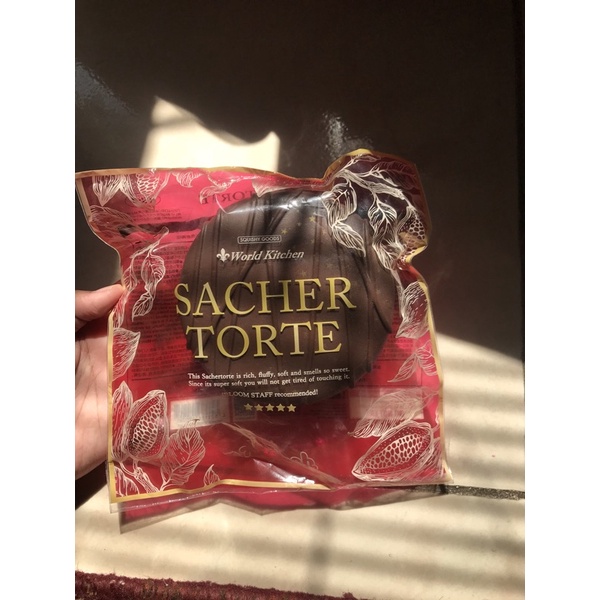 SQUISHY GOODS
World Kitchen
SACHER
TORTE
This Sachertorte is rich, fluffy, soft and smells so sweet.
Since its super soft you will not get tired of touching it.
LOOM STAFF recommended!